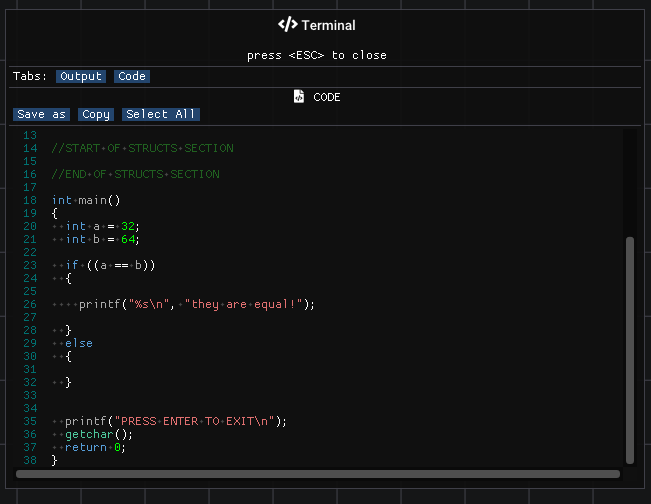 </> Terminal
press <ESC> to close
Tabs: Output Code
CODE
Save as Copy Select All
13
14 //START OF STRUCTS SECTION
15
16 //END OF STRUCTS SECTION
17
18 int main()
19 {
20   int a = 32;
21   int b = 64;
22
23   if ((a == b))
24   {
25
26     printf("%s\n", "they are equal!");
27
28   }
29   else
30   {
31
32   }
33
34
35   printf("PRESS ENTER TO EXIT\n");
36   getchar();
37   return 0;
38 }